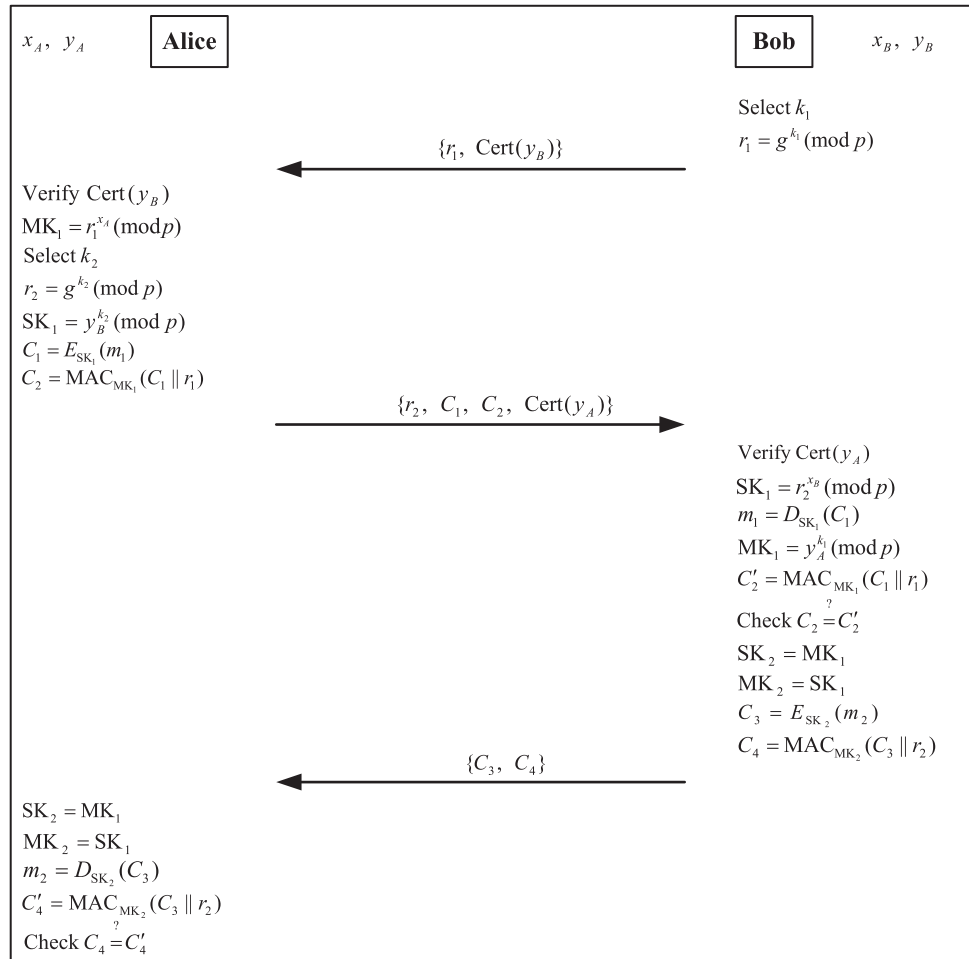 x_A, y_A Alice Bob x_B, y_B
Select k_1
r_1 = g^{k_1} (mod p)
{r_1, Cert(y_B)}
Verify Cert(y_B)
MK_1 = r_1^{x_A} (mod p)
Select k_2
r_2 = g^{k_2} (mod p)
SK_1 = y_B^{k_2} (mod p)
C_1 = E_{SK_1}(m_1)
C_2 = MAC_{MK_1}(C_1 || r_1)
{r_2, C_1, C_2, Cert(y_A)}
Verify Cert(y_A)
SK_1 = r_2^{x_B} (mod p)
m_1 = D_{SK_1}(C_1)
MK_1 = y_A^{k_1} (mod p)
C'_2 = MAC_{MK_1}(C_1 || r_1)
Check C_2 =^? C'_2
SK_2 = MK_1
MK_2 = SK_1
C_3 = E_{SK_2}(m_2)
C_4 = MAC_{MK_2}(C_3 || r_2)
{C_3, C_4}
SK_2 = MK_1
MK_2 = SK_1
m_2 = D_{SK_2}(C_3)
C'_4 = MAC_{MK_2}(C_3 || r_2)
Check C_4 =^? C'_4